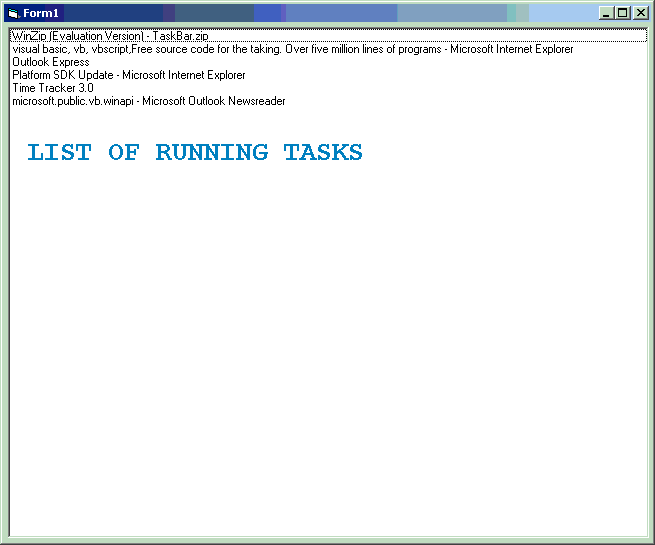 Form1
WinZip (Evaluation Version) - TaskBar.zip
visual basic, vb, vbscript,Free source code for the taking. Over five million lines of programs - Microsoft Internet Explorer
Outlook Express
Platform SDK Update - Microsoft Internet Explorer
Time Tracker 3.0
microsoft.public.vb.winapi - Microsoft Outlook Newsreader
LIST OF RUNNING TASKS